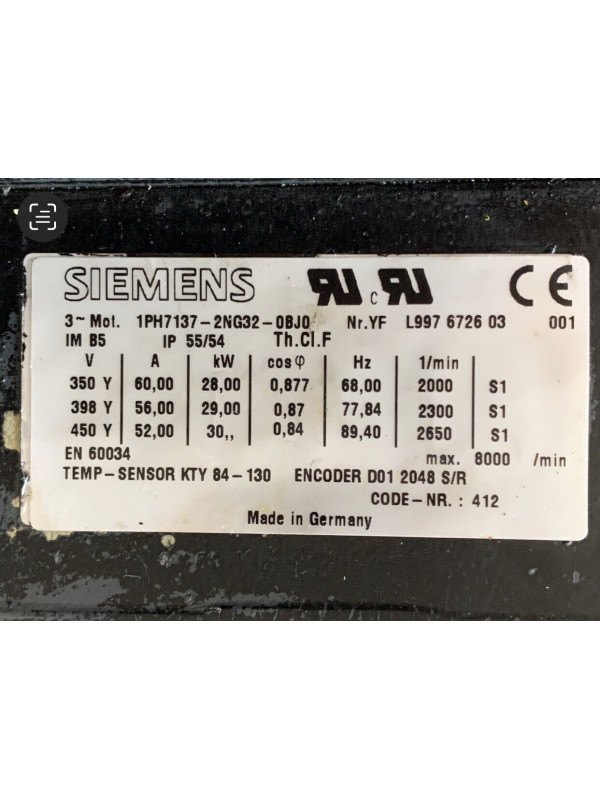 SIEMENS RU c RU CE
3~ Mot. 1PH7137-2NG32-0BJ0 Nr.YF L997 6726 03 001
IM B5 IP 55/54 Th.Cl.F
V A kW cosφ Hz 1/min
350 Y 60,00 28,00 0,877 68,00 2000 S1
398 Y 56,00 29,00 0,87 77,84 2300 S1
450 Y 52,00 30,, 0,84 89,40 2650 S1
EN 60034 max. 8000 /min
TEMP-SENSOR KTY 84-130 ENCODER D01 2048 S/R
CODE-NR. : 412
Made in Germany